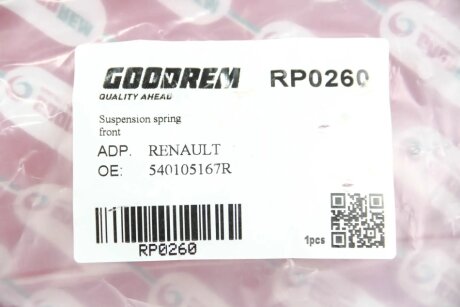 GOODREM RP0260
QUALITY AHEAD
Suspension spring
front
ADP. RENAULT
OE: 540105167R
1pcs
RP0260